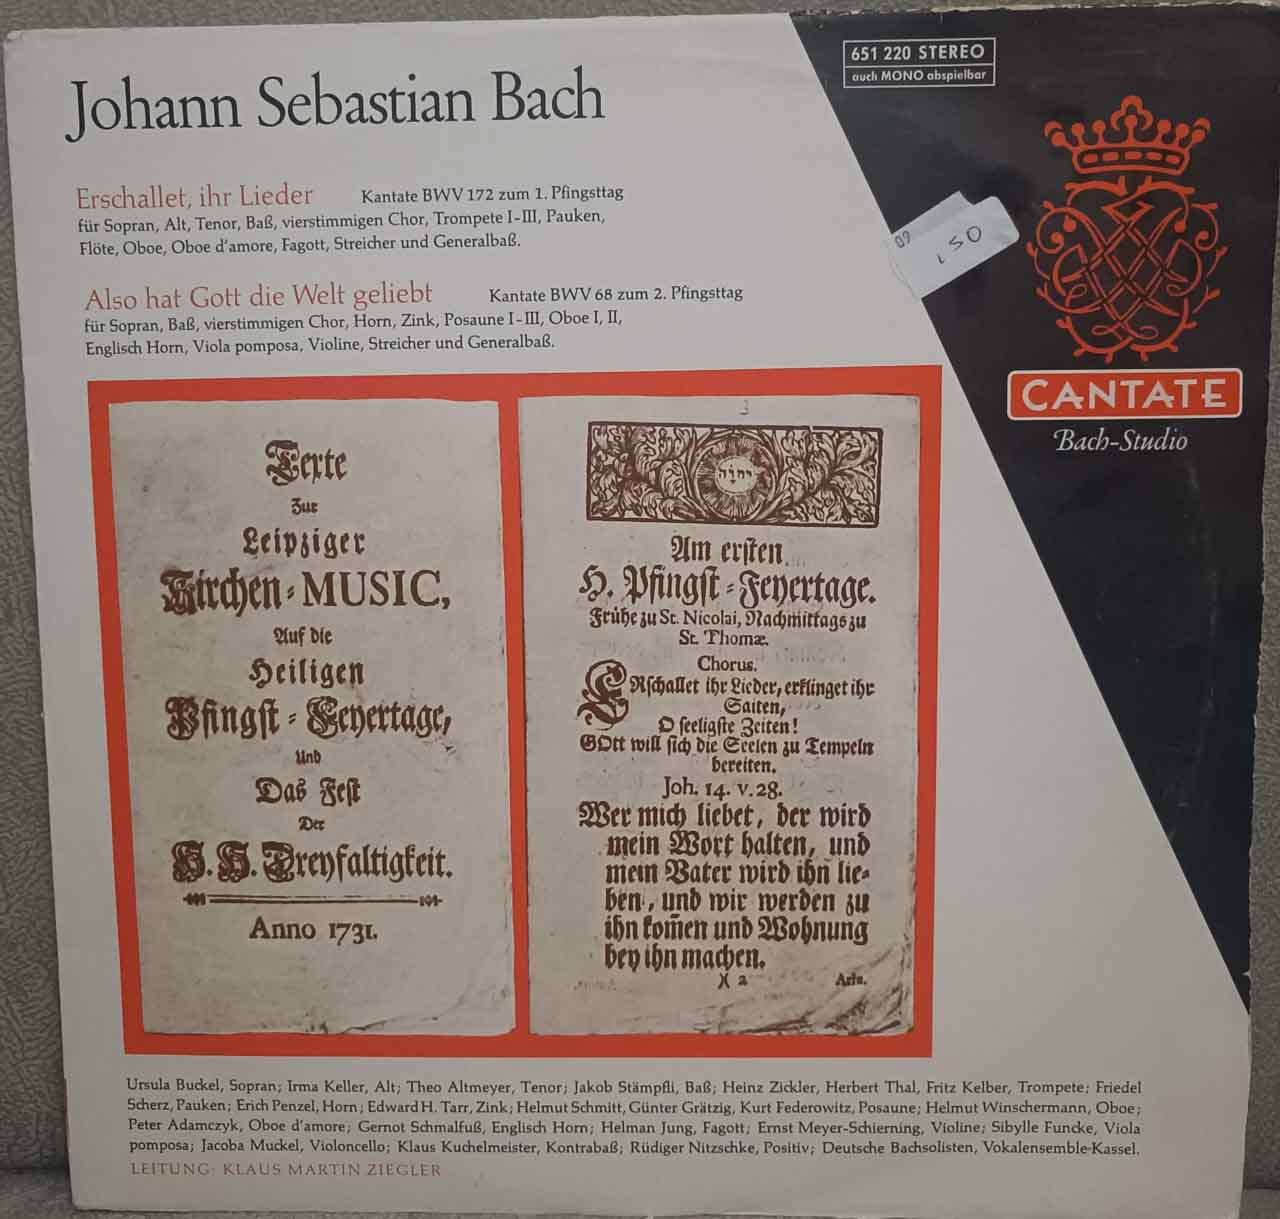 651 220 STEREO
auch MONO abspielbar
Johann Sebastian Bach
Erschallet, ihr Lieder Kantate BWV 172 zum 1. Pfingsttag
für Sopran, Alt, Tenor, Baß, vierstimmigen Chor, Trompete I-III, Pauken,
Flöte, Oboe, Oboe d'amore, Fagott, Streicher und Generalbaß.
09 150
Also hat Gott die Welt geliebt Kantate BWV 68 zum 2. Pfingsttag
für Sopran, Baß, vierstimmigen Chor, Horn, Zink, Posaune I-III, Oboe I, II,
Englisch Horn, Viola pomposa, Violine, Streicher und Generalbaß.
CANTATE
Bach-Studio
Texte
Zur
Leipziger
Kirchen-MUSIC,
Auf die
Heiligen
Pfingst-Feyertage,
Und
Das Fest
Der
H. H. Dreyfaltigkeit.
Anno 1731.
3
יהוה
Am ersten
H. Pfingst-Feyertage.
Frühe zu St. Nicolai, Nachmittags zu
St. Thomæ.
Chorus.
ERschallet ihr Lieder, erklinget ihr
Saiten,
O seeligste Zeiten!
GOtt will sich die Seelen zu Tempeln
bereiten.
Joh. 14. v. 28.
Wer mich liebet, der wird
mein Wort halten, und
mein Vater wird ihn lie-
ben, und wir werden zu
ihn kom̄en und Wohnung
bey ihn machen.
)( 2 Aria.
Ursula Buckel, Sopran; Irma Keller, Alt; Theo Altmeyer, Tenor; Jakob Stämpfli, Baß; Heinz Zickler, Herbert Thal, Fritz Kelber, Trompete; Friedel
Scherz, Pauken; Erich Penzel, Horn; Edward H. Tarr, Zink; Helmut Schmitt, Günter Grätzig, Kurt Federowitz, Posaune; Helmut Winschermann, Oboe;
Peter Adamczyk, Oboe d'amore; Gernot Schmalfuß, Englisch Horn; Helman Jung, Fagott; Ernst Meyer-Schierning, Violine; Sibylle Funcke, Viola
pomposa; Jacoba Muckel, Violoncello; Klaus Kuchelmeister, Kontrabaß; Rüdiger Nitzschke, Positiv; Deutsche Bachsolisten, Vokalensemble-Kassel.
LEITUNG: KLAUS MARTIN ZIEGLER